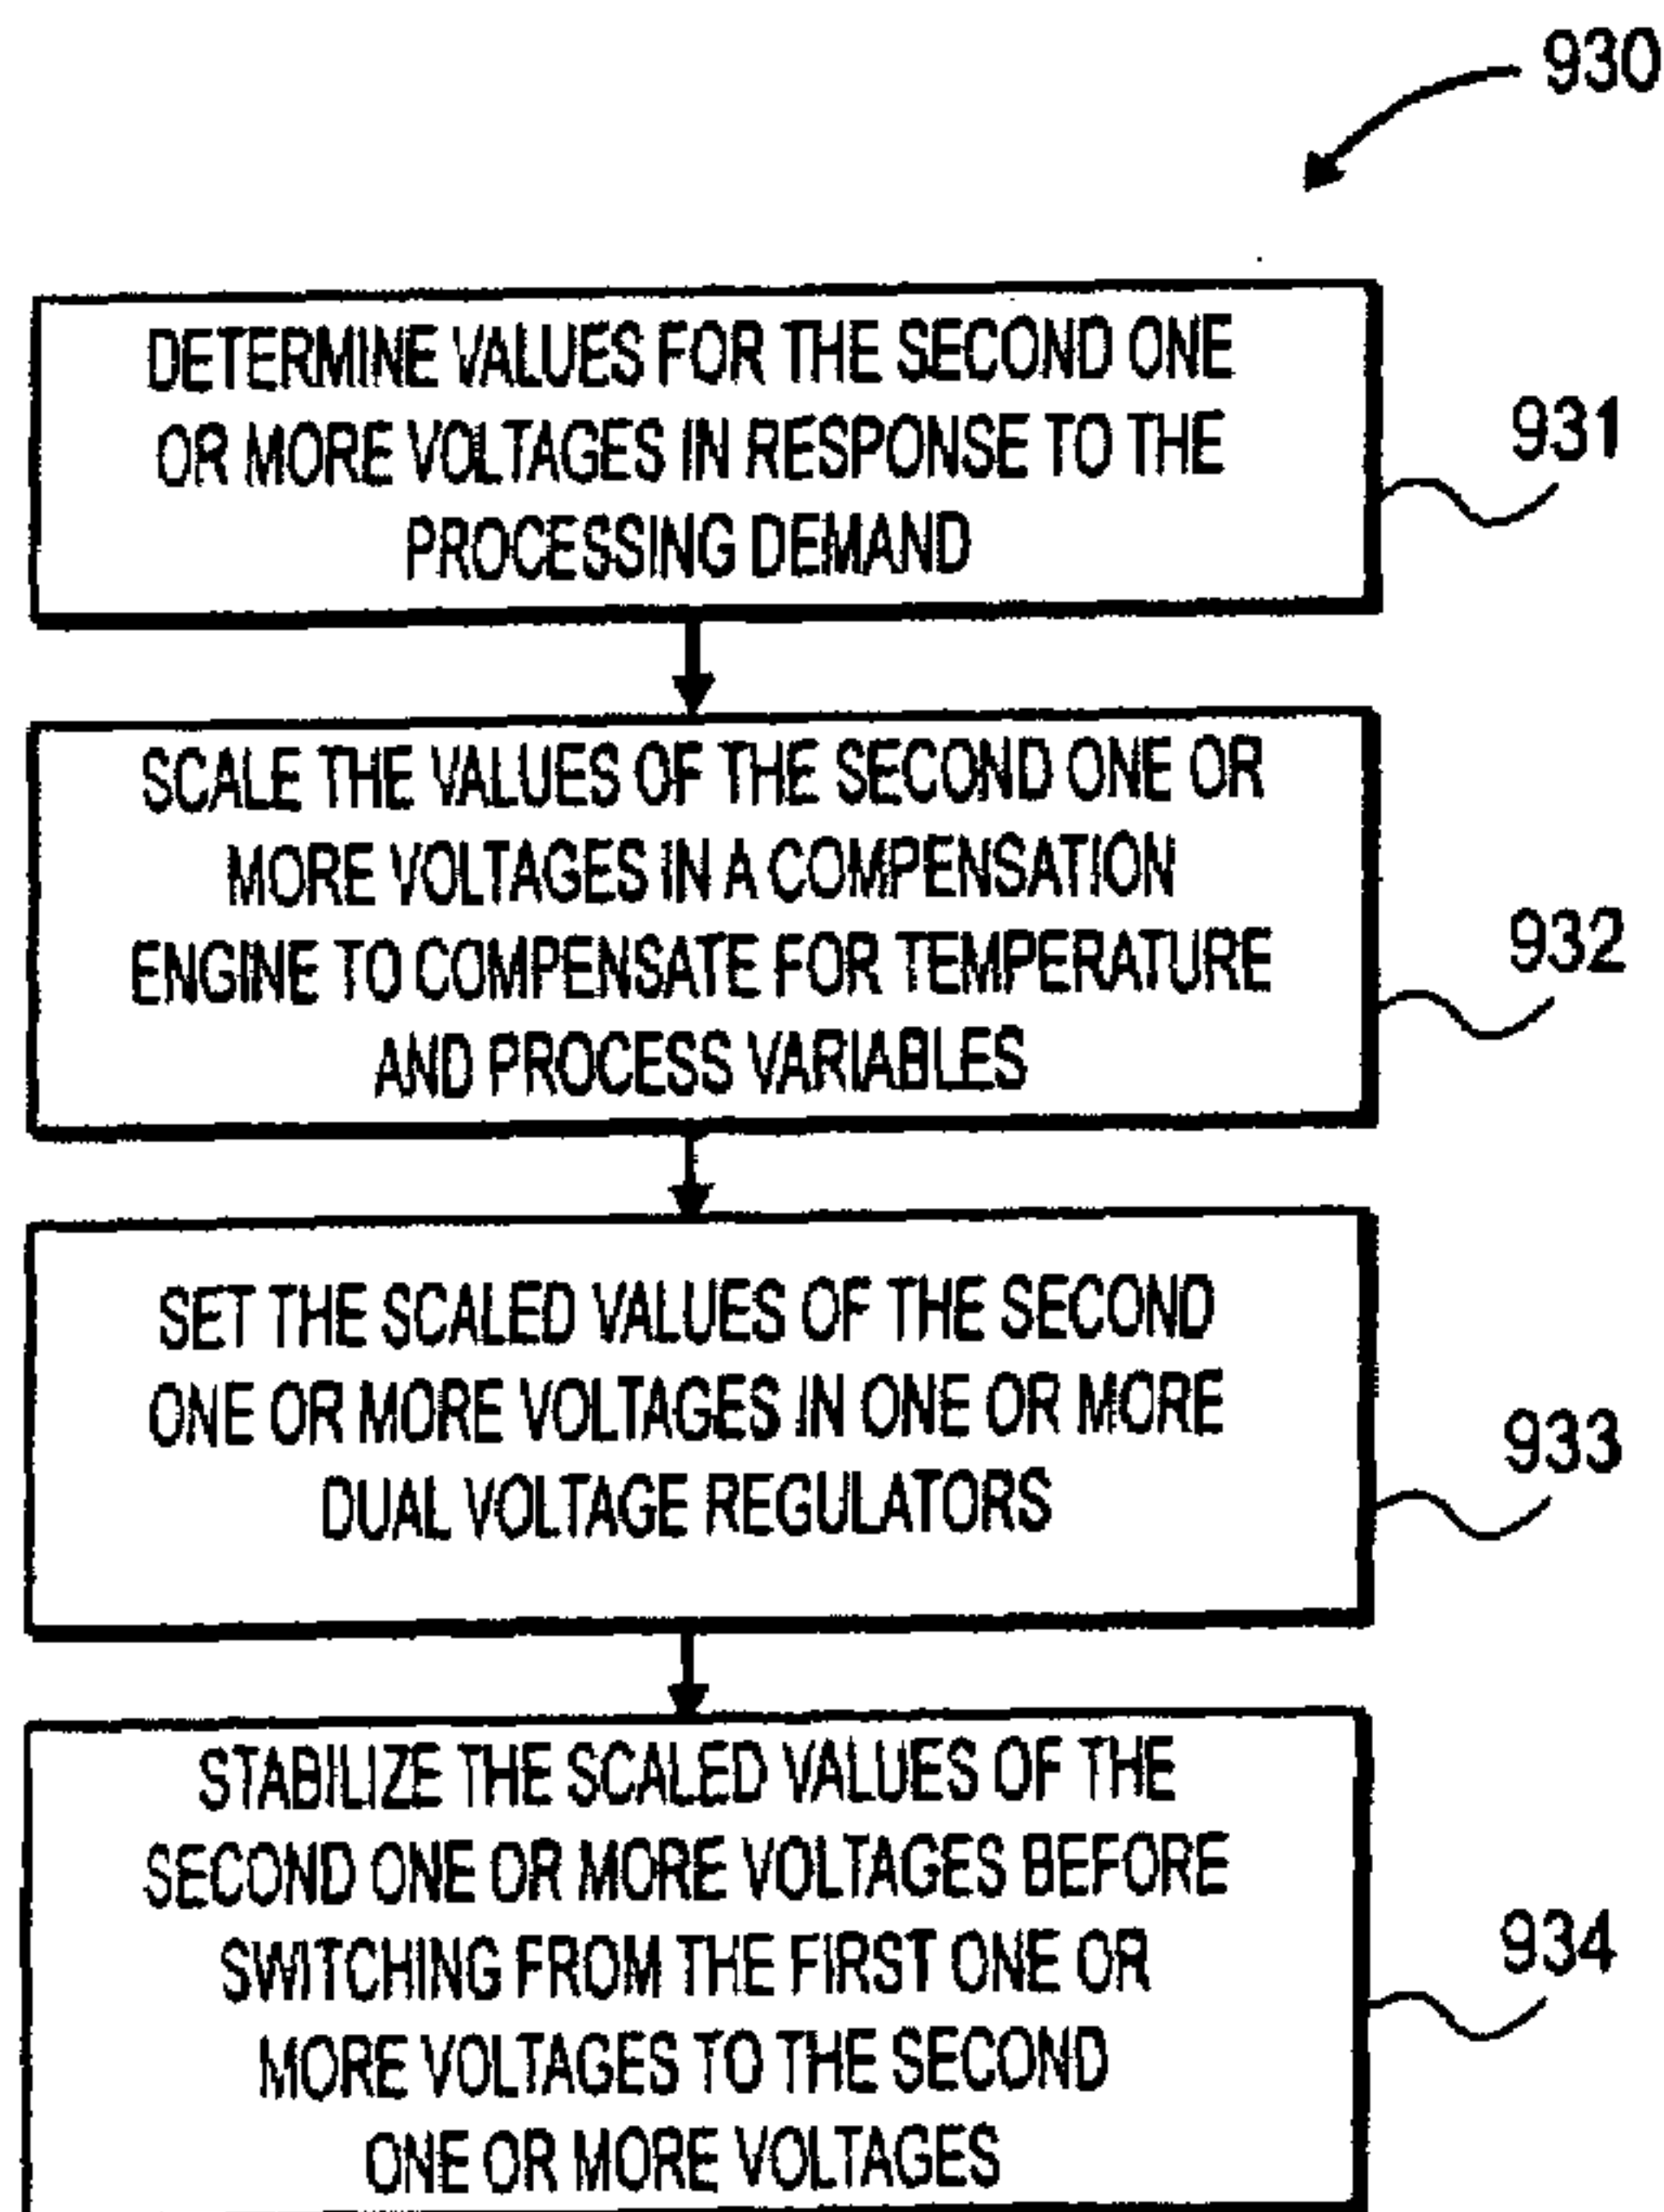 930
DETERMINE VALUES FOR THE SECOND ONE
OR MORE VOLTAGES IN RESPONSE TO THE
PROCESSING DEMAND
931
SCALE THE VALUES OF THE SECOND ONE OR
MORE VOLTAGES IN A COMPENSATION
ENGINE TO COMPENSATE FOR TEMPERATURE
AND PROCESS VARIABLES
932
SET THE SCALED VALUES OF THE SECOND
ONE OR MORE VOLTAGES IN ONE OR MORE
DUAL VOLTAGE REGULATORS
933
STABILIZE THE SCALED VALUES OF THE
SECOND ONE OR MORE VOLTAGES BEFORE
SWITCHING FROM THE FIRST ONE OR
MORE VOLTAGES TO THE SECOND
ONE OR MORE VOLTAGES
934